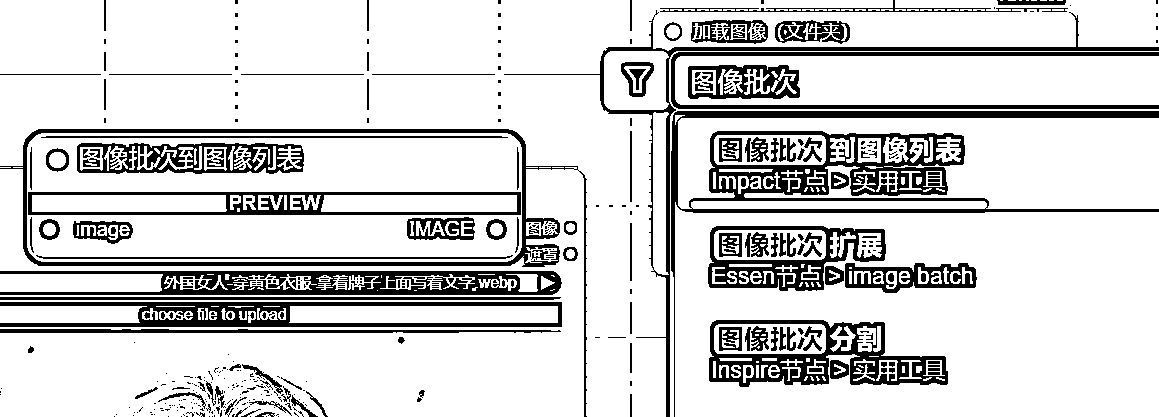 加载图像（文件夹）
图像批次
图像批次到图像列表
PREVIEW
image
IMAGE
图像
遮罩
外国女人-穿黄色衣服-拿着牌子上面写着文字.webp
choose file to upload
图像批次到图像列表
Impact节点 > 实用工具
图像批次扩展
Essen节点 > image batch
图像批次分割
Inspire节点 > 实用工具